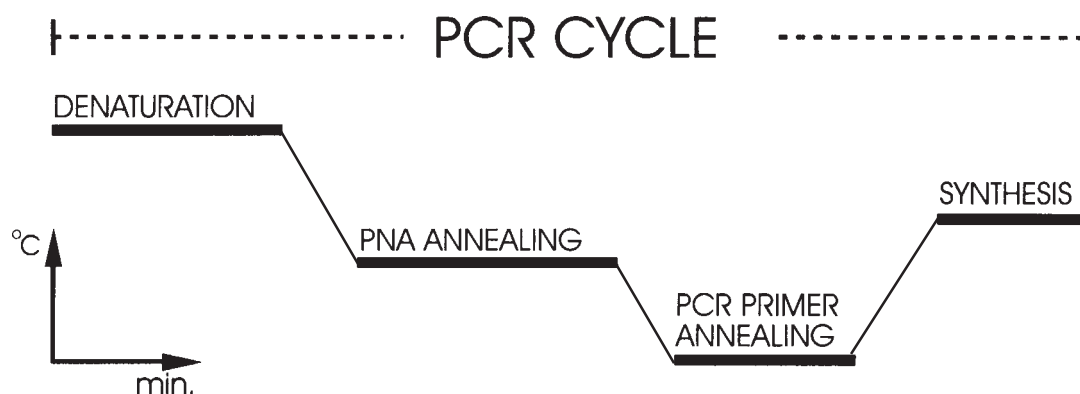 PCR CYCLE
DENATURATION
SYNTHESIS
°C
PNA ANNEALING
PCR PRIMER
ANNEALING
min.